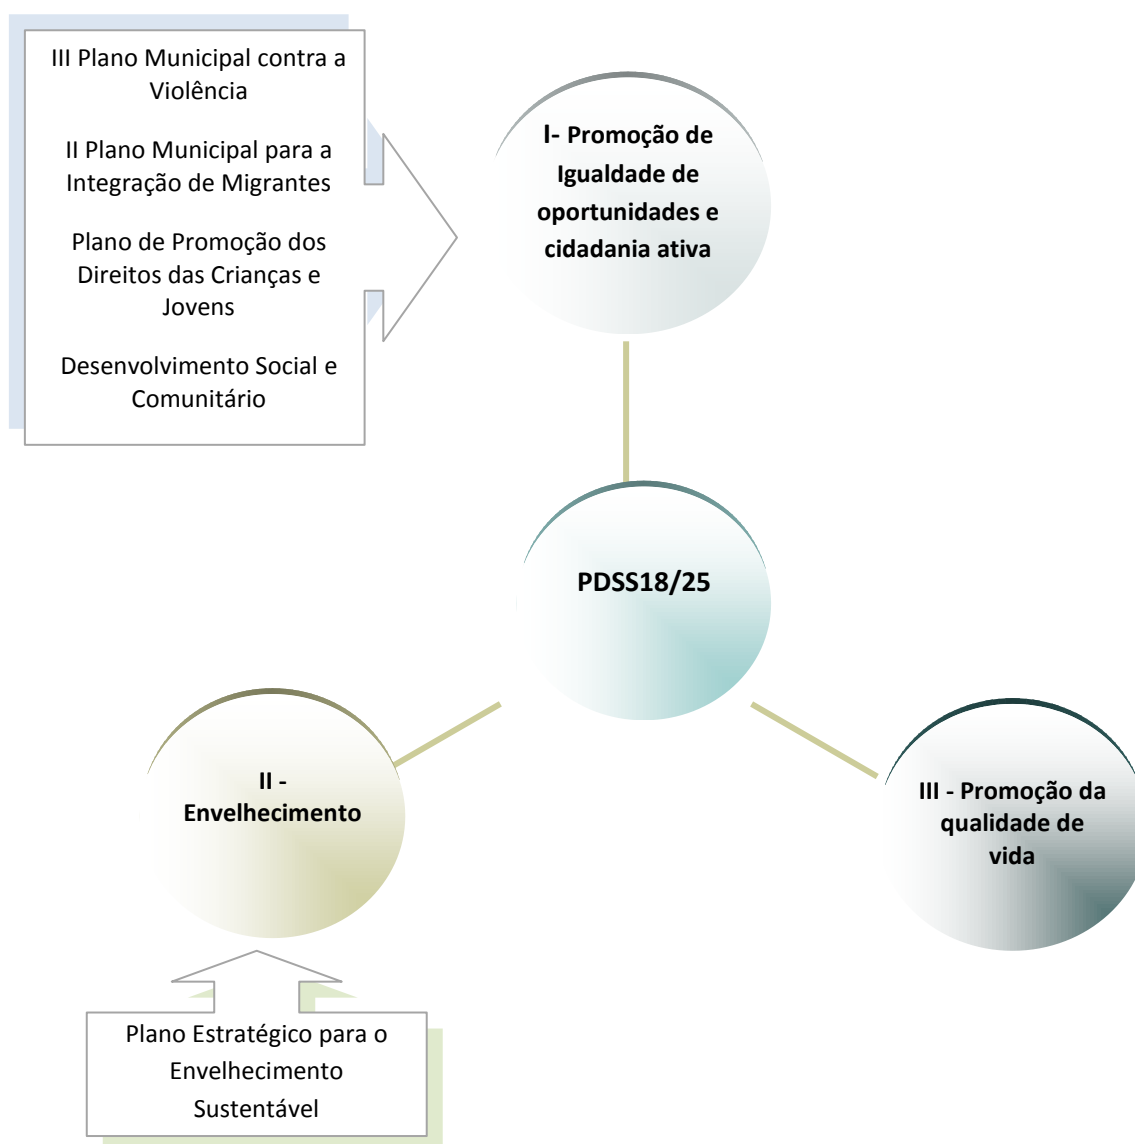 III Plano Municipal contra a
Violência
II Plano Municipal para a
Integração de Migrantes
Plano de Promoção dos
Direitos das Crianças e
Jovens
Desenvolvimento Social e
Comunitário
I- Promoção de
Igualdade de
oportunidades e
cidadania ativa
PDSS18/25
II -
Envelhecimento
III - Promoção da
qualidade de
vida
Plano Estratégico para o
Envelhecimento
Sustentável